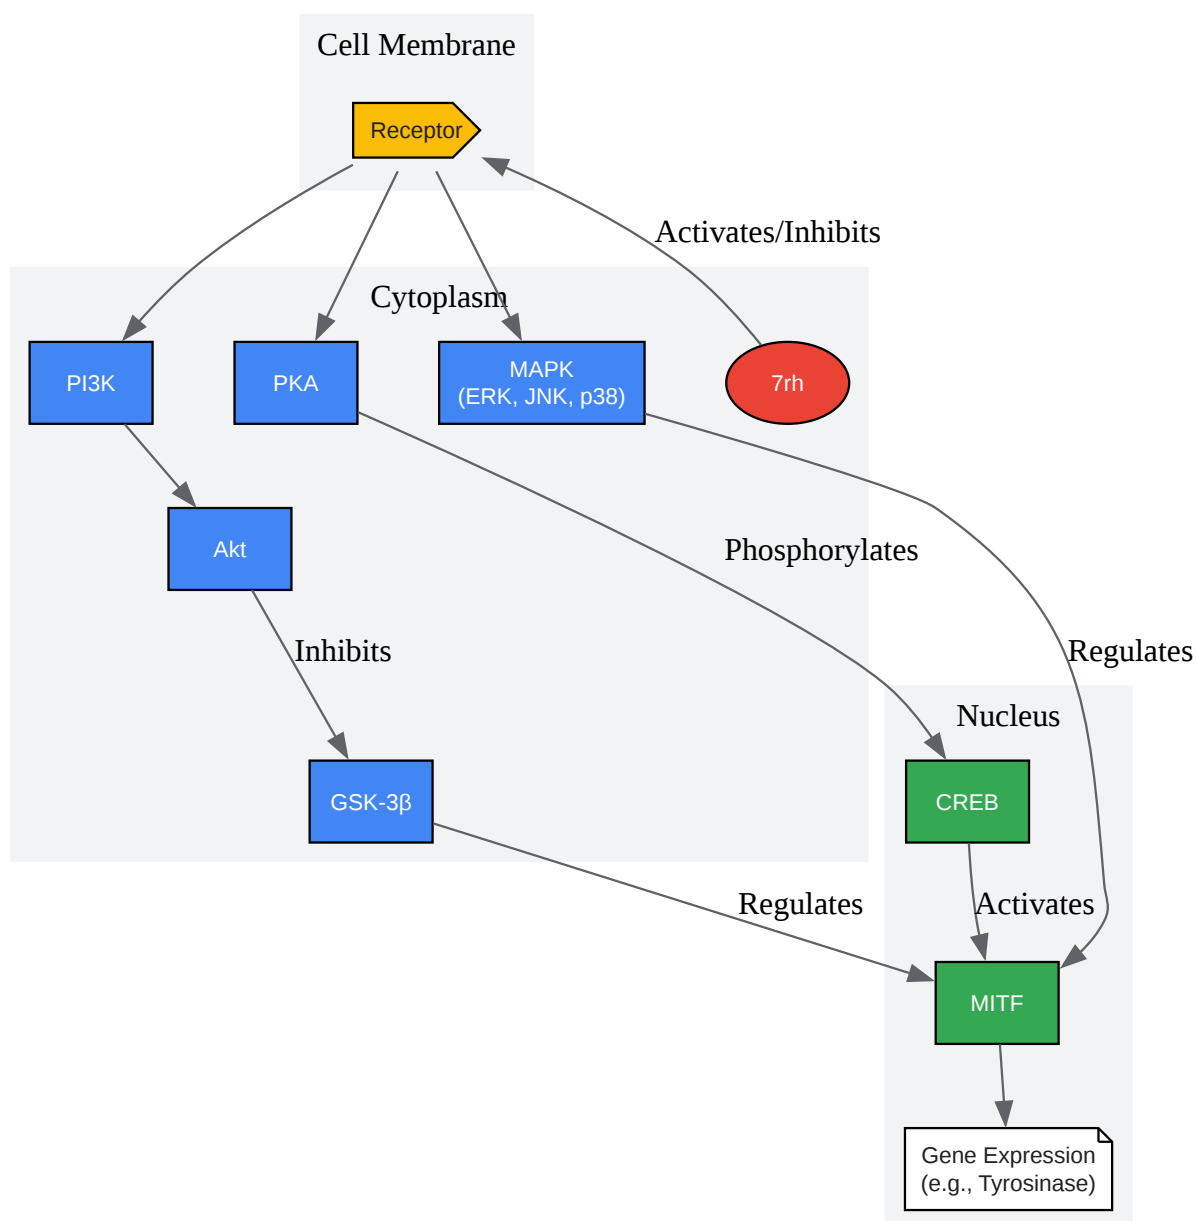 Cell Membrane
Receptor
Activates/Inhibits
Cytoplasm
PI3K
PKA
MAPK
(ERK, JNK, p38)
7rh
Akt
Phosphorylates
Inhibits
Regulates
Nucleus
GSK-3β
CREB
Regulates
Activates
MITF
Gene Expression
(e.g., Tyrosinase)